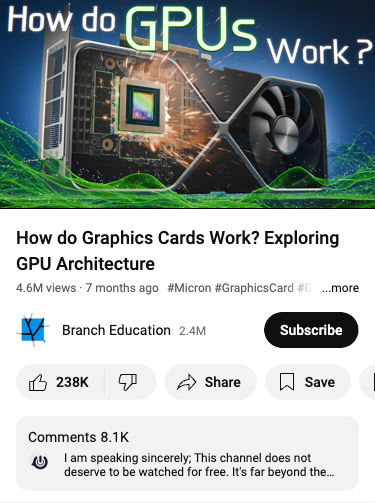 How do GPUs Work?
How do Graphics Cards Work? Exploring
GPU Architecture
4.6M views · 7 months ago #Micron #GraphicsCard #G ...more
Branch Education 2.4M
Subscribe
238K
Share
Save
Comments 8.1K
I am speaking sincerely; This channel does not
deserve to be watched for free. It's far beyond the...